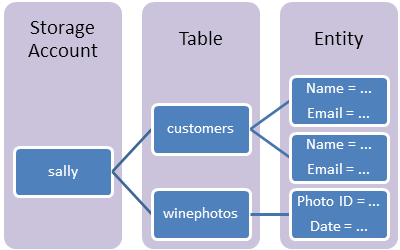 Storage
Account
Table
Entity
sally
customers
winephotos
Name = ...
Email = ...
Name = ...
Email = ...
Photo ID = ...
Date = ...